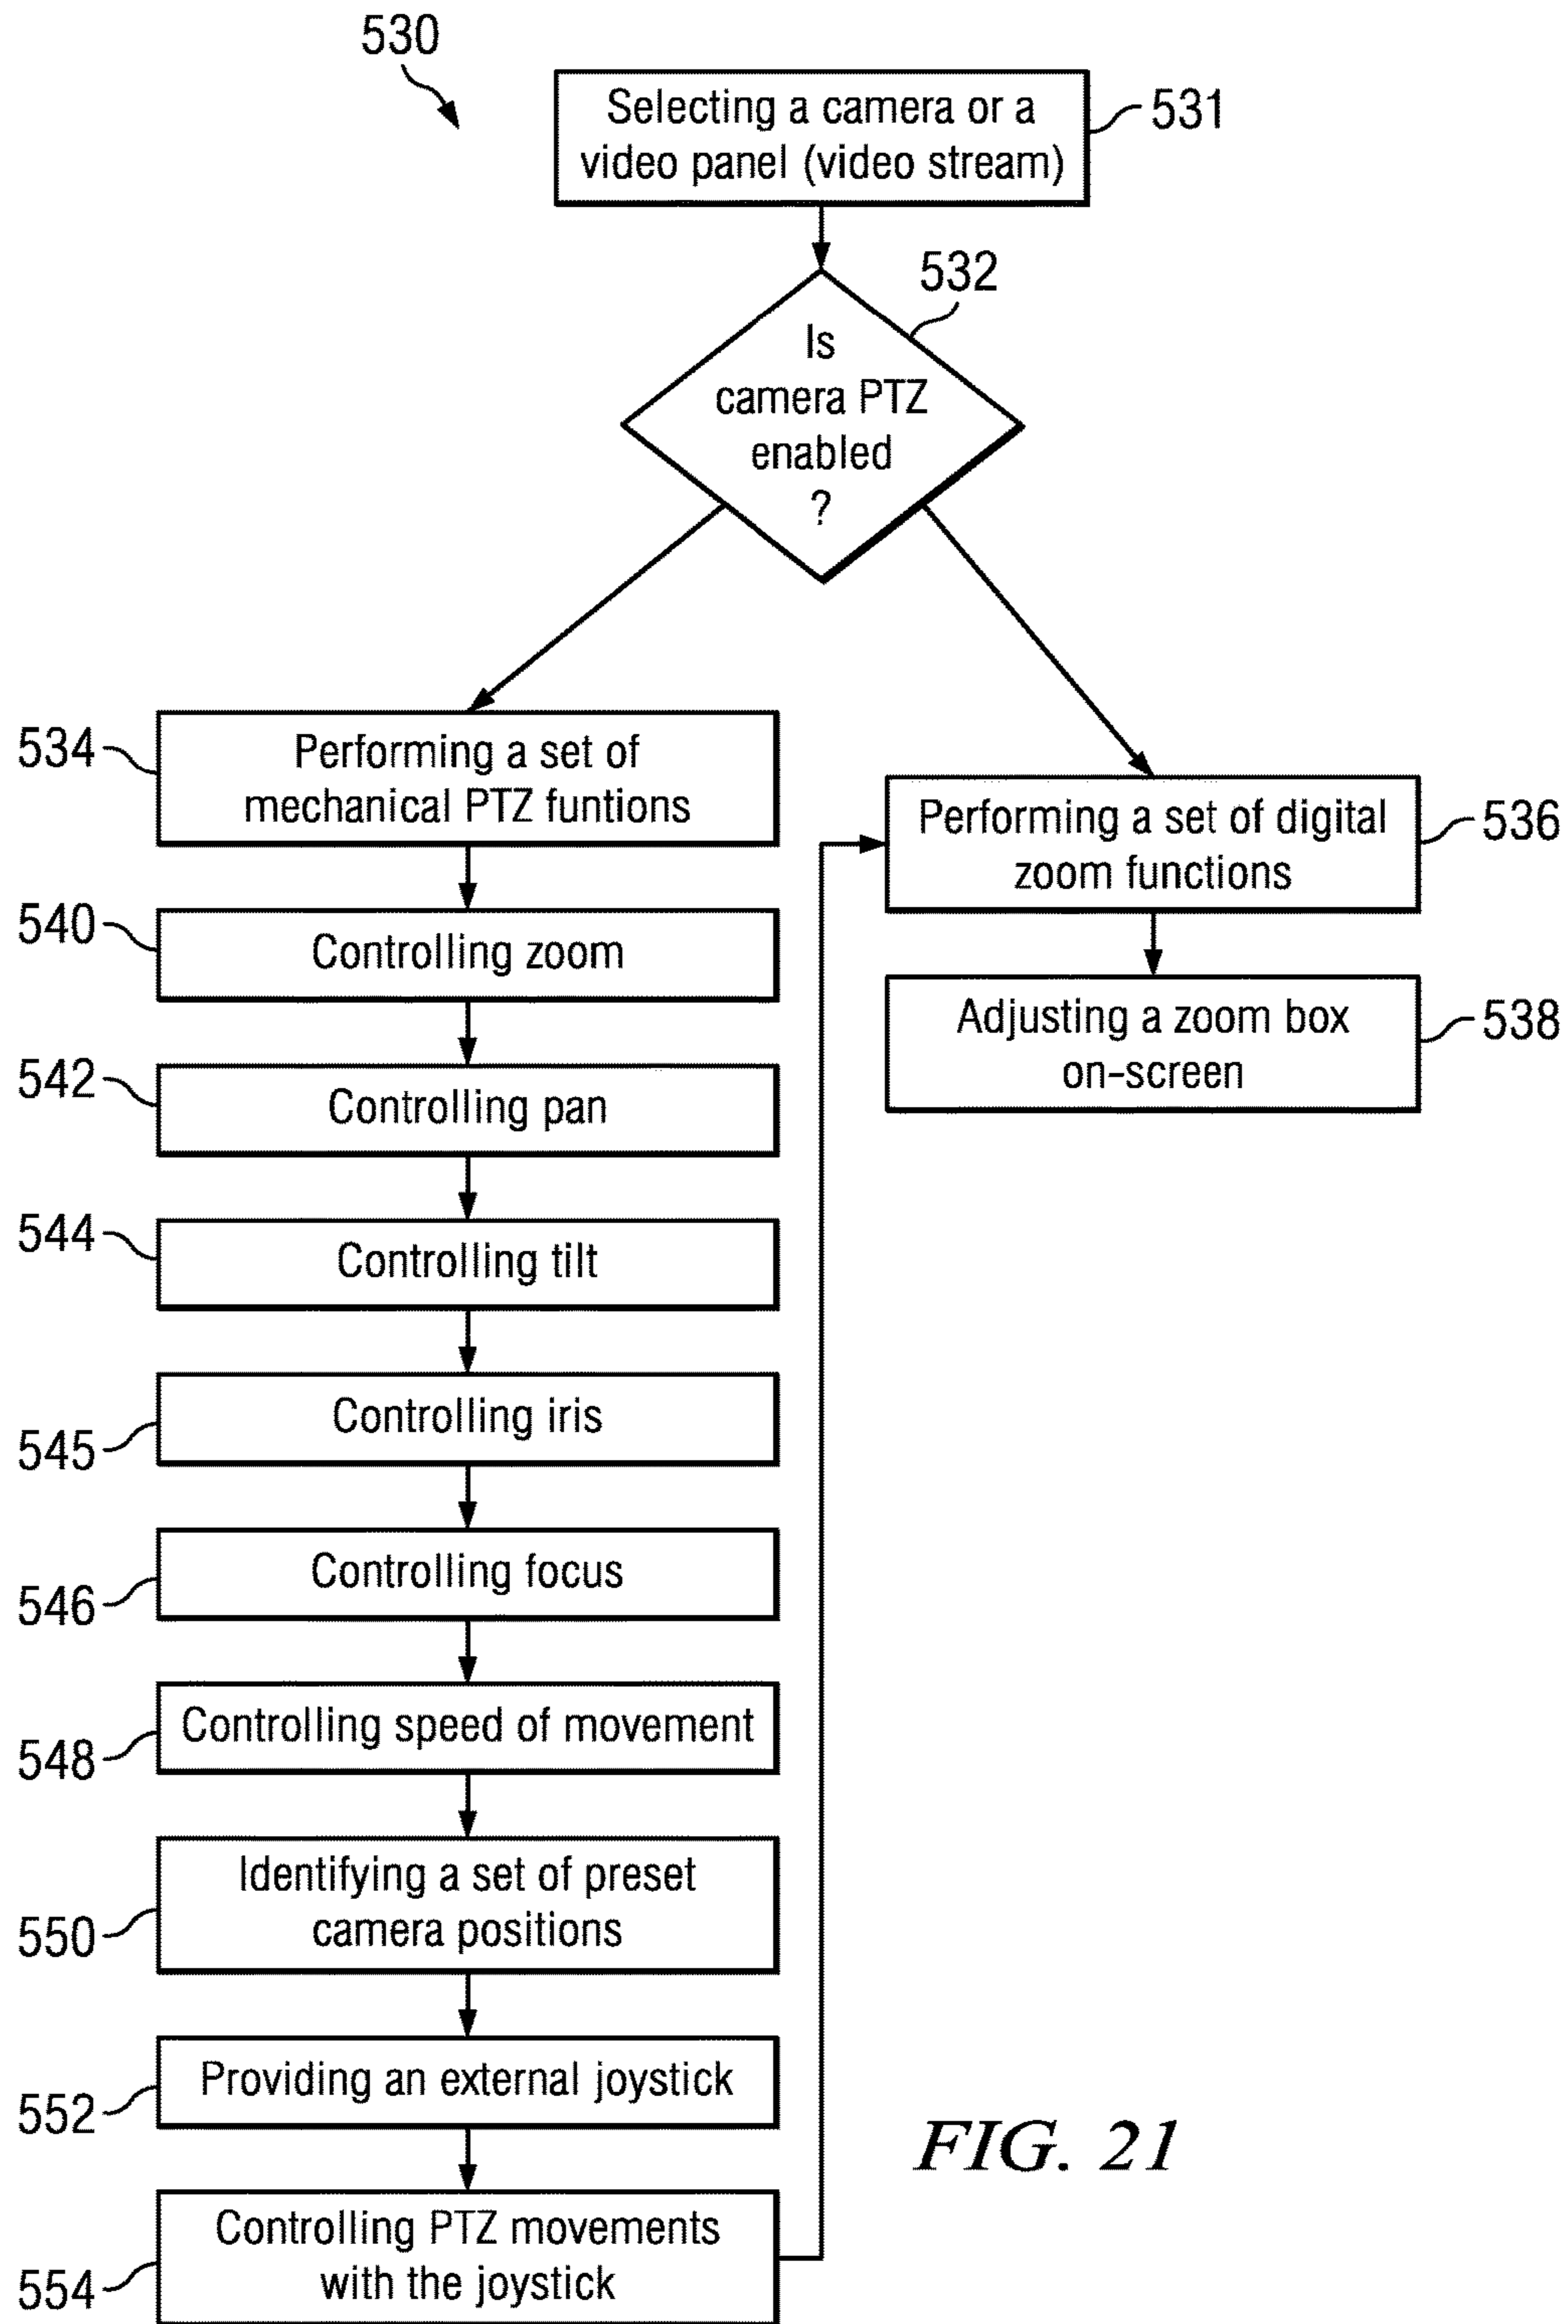 530
Selecting a camera or a
video panel (video stream)
531
532
Is
camera PTZ
enabled
?
534
Performing a set of
mechanical PTZ funtions
Performing a set of digital
zoom functions
536
540
Controlling zoom
Adjusting a zoom box
on-screen
538
542
Controlling pan
544
Controlling tilt
545
Controlling iris
546
Controlling focus
548
Controlling speed of movement
550
Identifying a set of preset
camera positions
552
Providing an external joystick
554
Controlling PTZ movements
with the joystick
FIG. 21